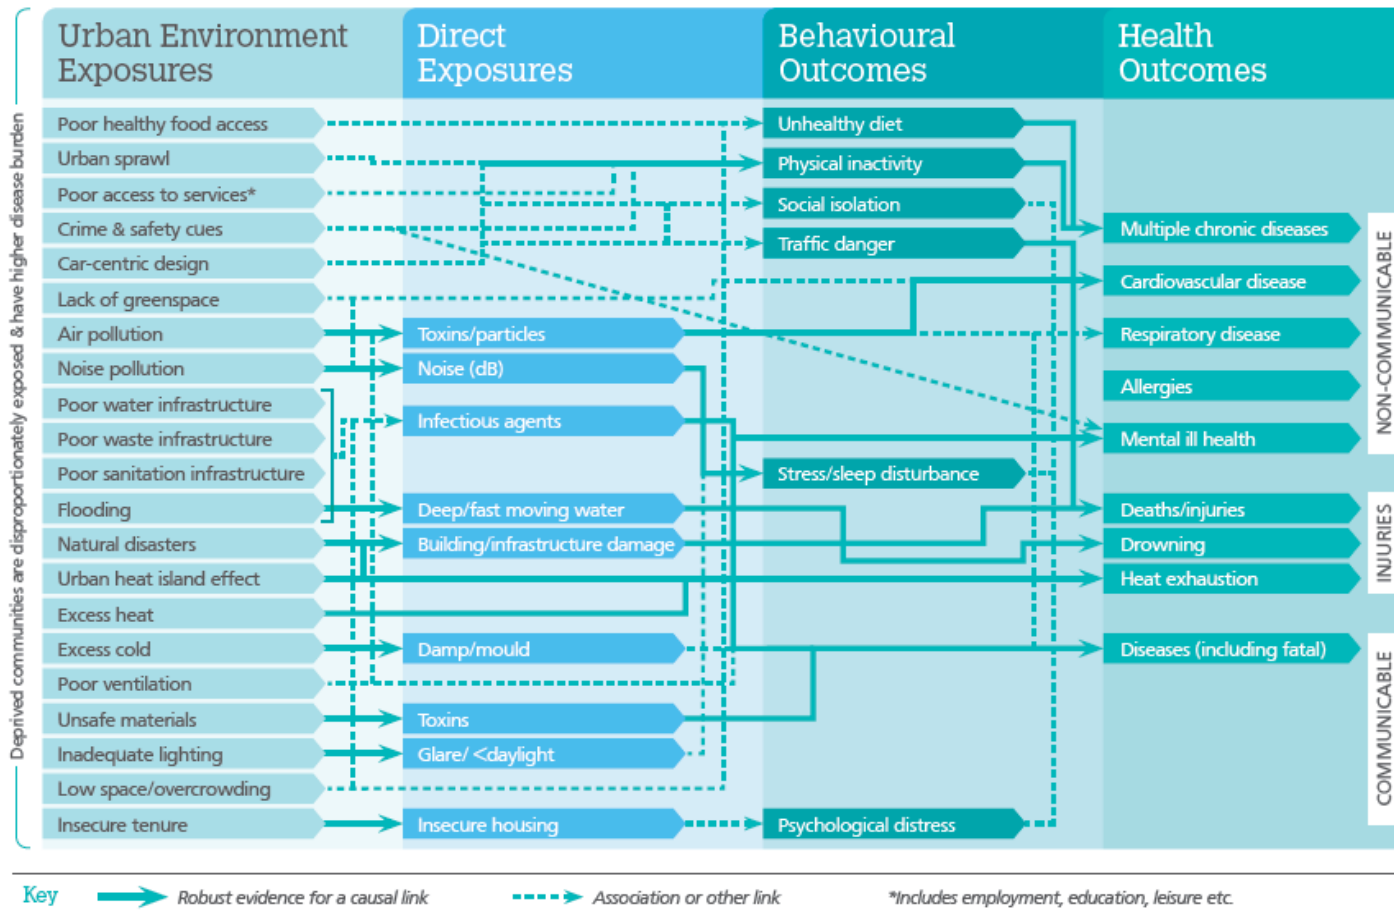 Urban Environment
Exposures
Direct
Exposures
Behavioural
Outcomes
Health
Outcomes
Deprived communities are disproportionately exposed & have higher disease burden
Poor healthy food access
Urban sprawl
Poor access to services*
Crime & safety cues
Car-centric design
Lack of greenspace
Air pollution
Noise pollution
Poor water infrastructure
Poor waste infrastructure
Poor sanitation infrastructure
Flooding
Natural disasters
Urban heat island effect
Excess heat
Excess cold
Poor ventilation
Unsafe materials
Inadequate lighting
Low space/overcrowding
Insecure tenure
Toxins/particles
Noise (dB)
Infectious agents
Deep/fast moving water
Building/infrastructure damage
Damp/mould
Toxins
Glare/ <daylight
Insecure housing
Unhealthy diet
Physical inactivity
Social isolation
Traffic danger
Stress/sleep disturbance
Psychological distress
Multiple chronic diseases
Cardiovascular disease
Respiratory disease
Allergies
Mental ill health
Deaths/injuries
Drowning
Heat exhaustion
Diseases (including fatal)
NON-COMMUNICABLE
INJURIES
COMMUNICABLE
Key
Robust evidence for a causal link
Association or other link
*Includes employment, education, leisure etc.